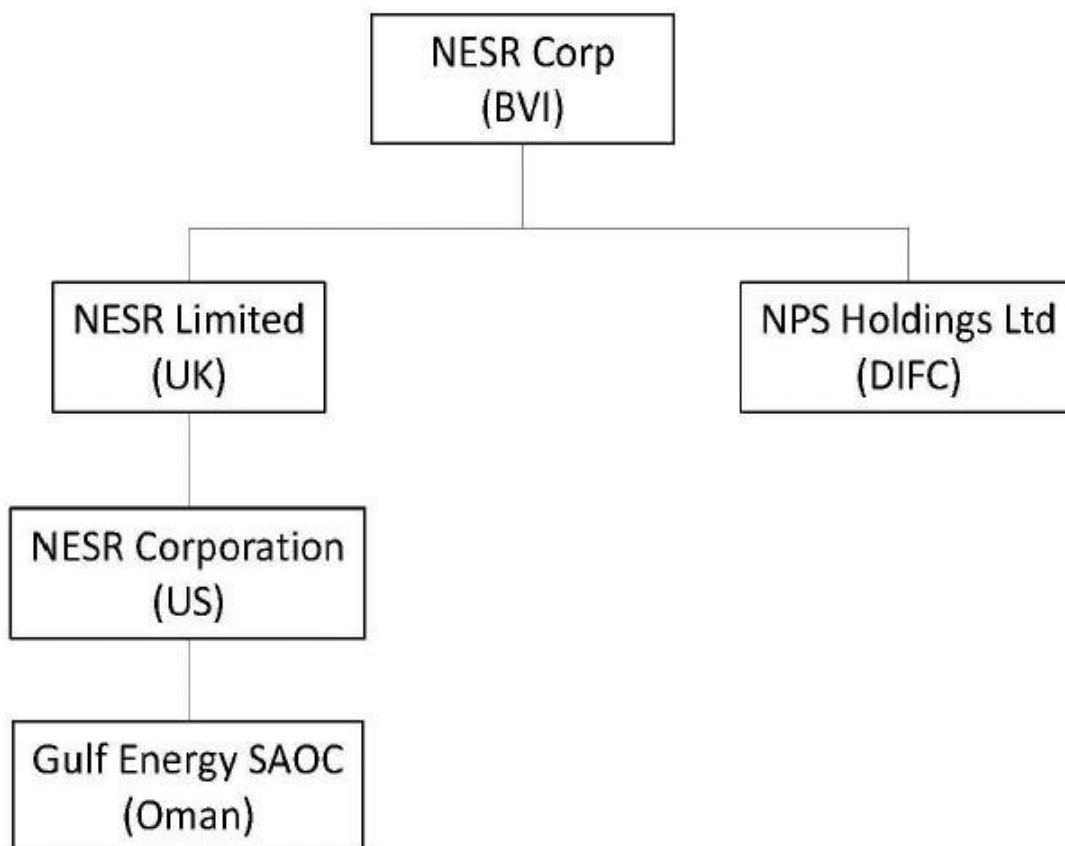 NESR Corp
(BVI)
NESR Limited
(UK)
NPS Holdings Ltd
(DIFC)
NESR Corporation
(US)
Gulf Energy SAOC
(Oman)